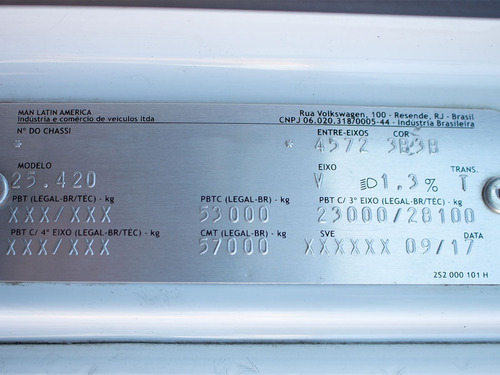 MAN LATIN AMERICA
Indústria e comércio de veículos ltda
Rua Volkswagen, 100 - Resende, RJ - Brasil
CNPJ 06.020.318/0005-44 - Indústria Brasileira
Nº DO CHASSI ENTRE-EIXOS COR
* * 4572 3B3B
MODELO EIXO TRANS.
25.420 V 1.3% T
PBT (LEGAL-BR/TÉC) - kg PBTC (LEGAL-BR) - kg PBT C/ 3º EIXO (LEGAL-BR/TÉC) - kg
XXX/XXX 53000 23000/28100
PBT C/ 4º EIXO (LEGAL-BR/TÉC) - kg CMT (LEGAL-BR) - kg SVE DATA
XXX/XXX 57000 XXXXXX 09/17
2S2 000 101 H